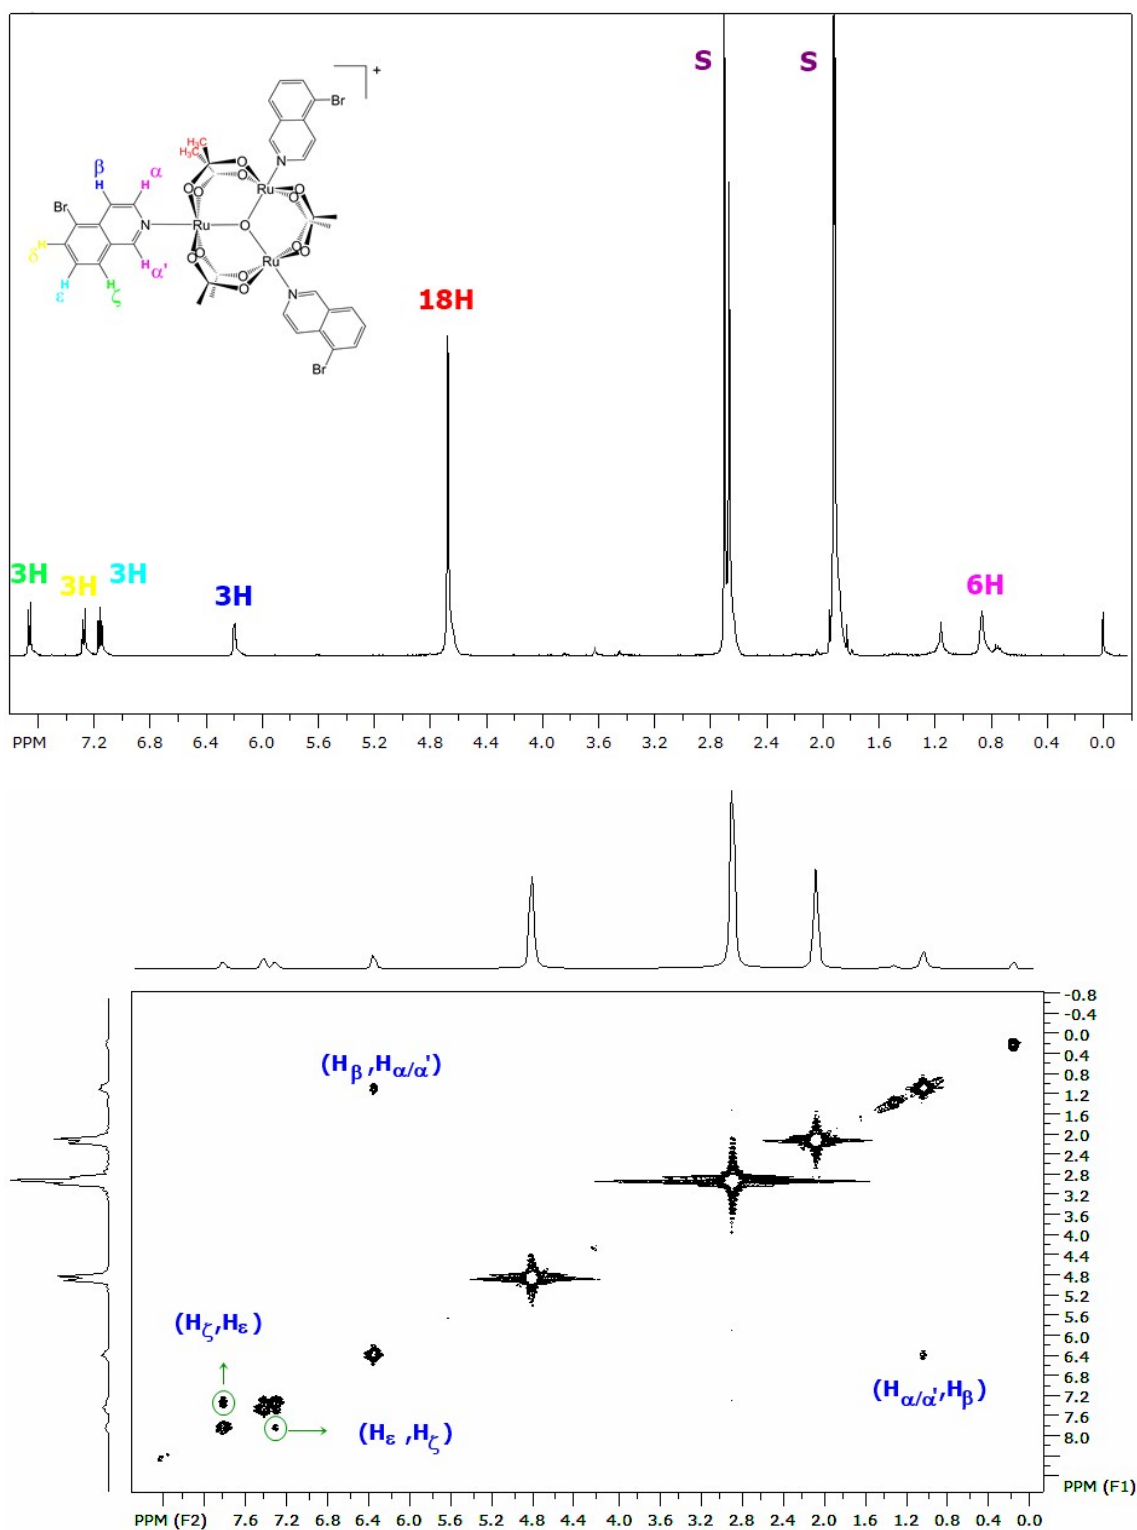 S
S
+
Br
H₃C
H₃C
β
α
H
H
O
N
Ru
O
Br
O
O
Ru
O
O
N
Ru
O
O
O
δ
H
H
H
H
α'
ε
ζ
O
O
O
Ru
O
O
N
Br
18H
3H
3H
3H
3H
6H
PPM 7.2 6.8 6.4 6.0 5.6 5.2 4.8 4.4 4.0 3.6 3.2 2.8 2.4 2.0 1.6 1.2 0.8 0.4 0.0
-0.8
-0.4
0.0
0.4
0.8
1.2
1.6
2.0
2.4
2.8
3.2
3.6
4.0
4.4
4.8
5.2
5.6
6.0
6.4
6.8
7.2
7.6
8.0
PPM (F1)
(Hβ ,Hα/α')
(Hζ,Hε)
(Hα/α',Hβ)
(Hε ,Hζ)
PPM (F2) 7.6 7.2 6.8 6.4 6.0 5.6 5.2 4.8 4.4 4.0 3.6 3.2 2.8 2.4 2.0 1.6 1.2 0.8 0.4 0.0